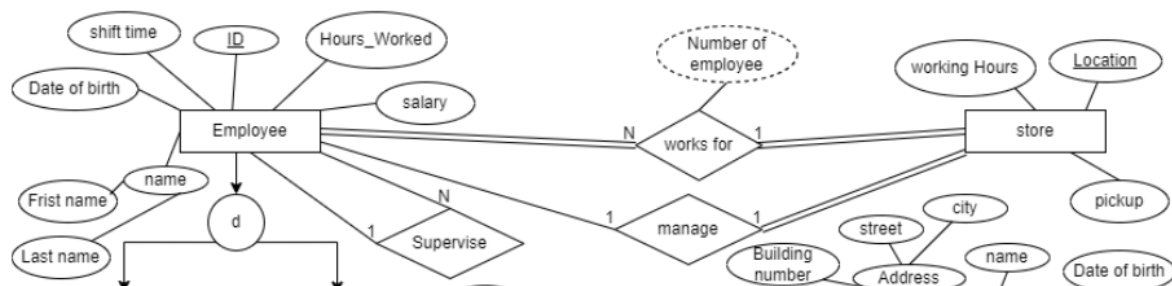 shift time
ID
Hours_Worked
Number of
employee
working Hours
Location
Date of birth
salary
Employee
N
works for
1
store
name
Frist name
Last name
d
N
1
Supervise
1
manage
1
pickup
city
street
Building
number
Address
name
Date of birth